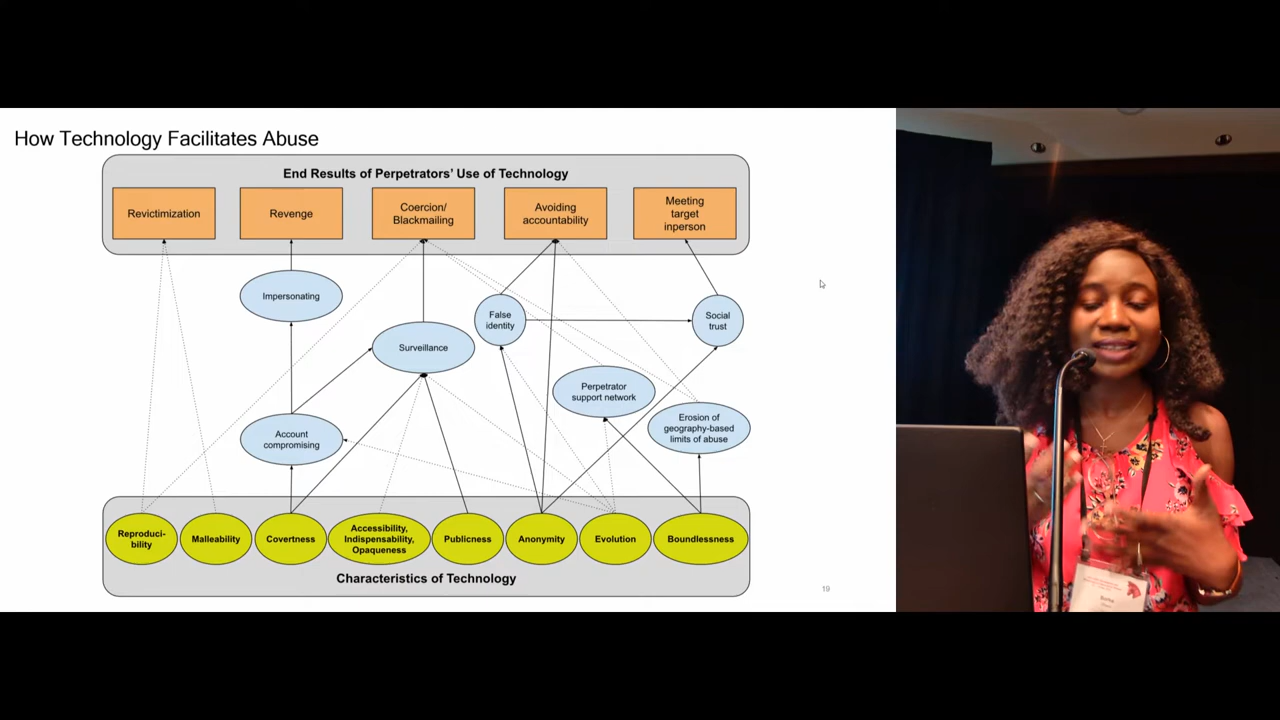 How Technology Facilitates Abuse
End Results of Perpetrators' Use of Technology
Revictimization
Revenge
Coercion/
Blackmailing
Avoiding
accountability
Meeting
target
inperson
Impersonating
False
identity
Social
trust
Surveillance
Perpetrator
support network
Erosion of
geography-based
limits of abuse
Account
compromising
Reproduci-
bility
Malleability
Covertness
Accessibility,
Indispensability,
Opaqueness
Publicness
Anonymity
Evolution
Boundlessness
Characteristics of Technology
19